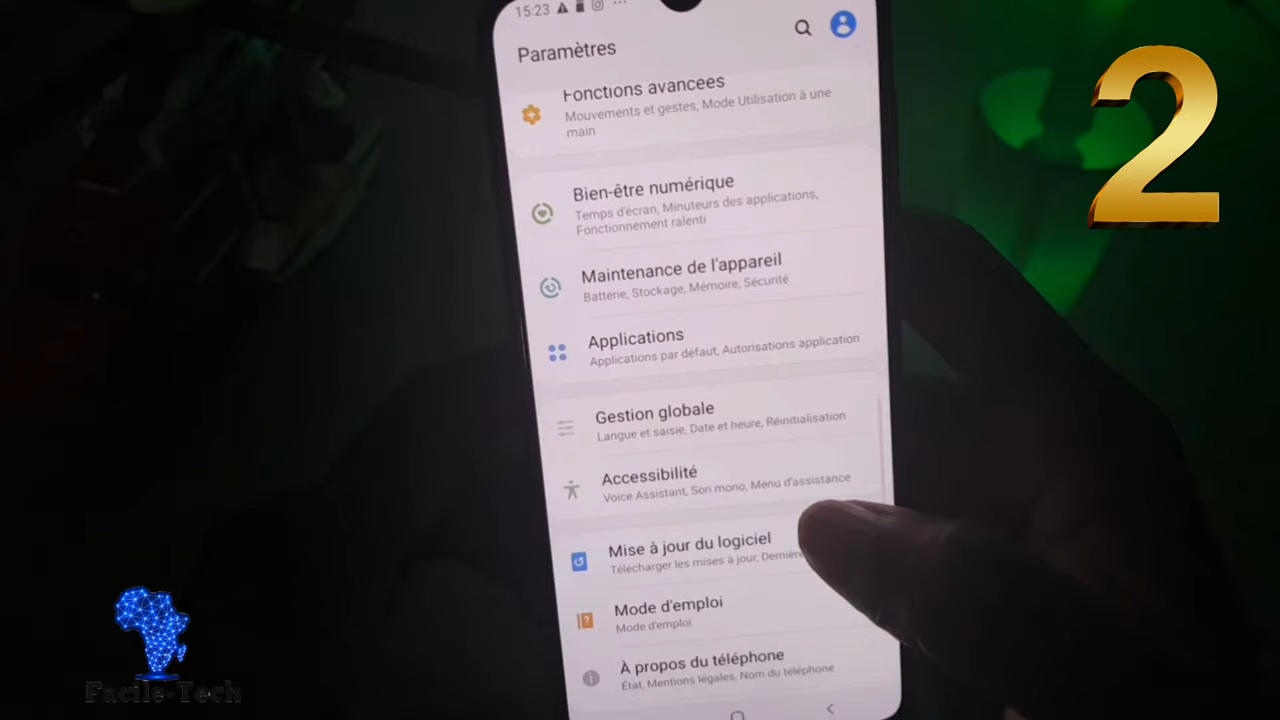 15:23
Paramètres
Fonctions avancees
Mouvements et gestes, Mode Utilisation à une
main
Bien-être numérique
Temps d'écran, Minuteurs des applications,
Fonctionnement ralenti
Maintenance de l'appareil
Batterie, Stockage, Mémoire, Sécurité
Applications
Applications par défaut, Autorisations application
Gestion globale
Langue et saisie, Date et heure, Réinitialisation
Accessibilité
Voice Assistant, Son mono, Menu d'assistance
Mise à jour du logiciel
Télécharger les mises à jour,
Mode d'emploi
Mode d'emploi
À propos du téléphone
État, Mentions légales, Nom du téléphone
2
Facile-Tech